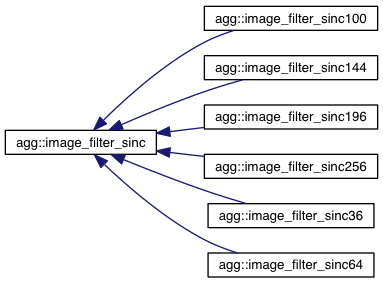 agg::image_filter_sinc100
agg::image_filter_sinc144
agg::image_filter_sinc196
agg::image_filter_sinc
agg::image_filter_sinc256
agg::image_filter_sinc36
agg::image_filter_sinc64